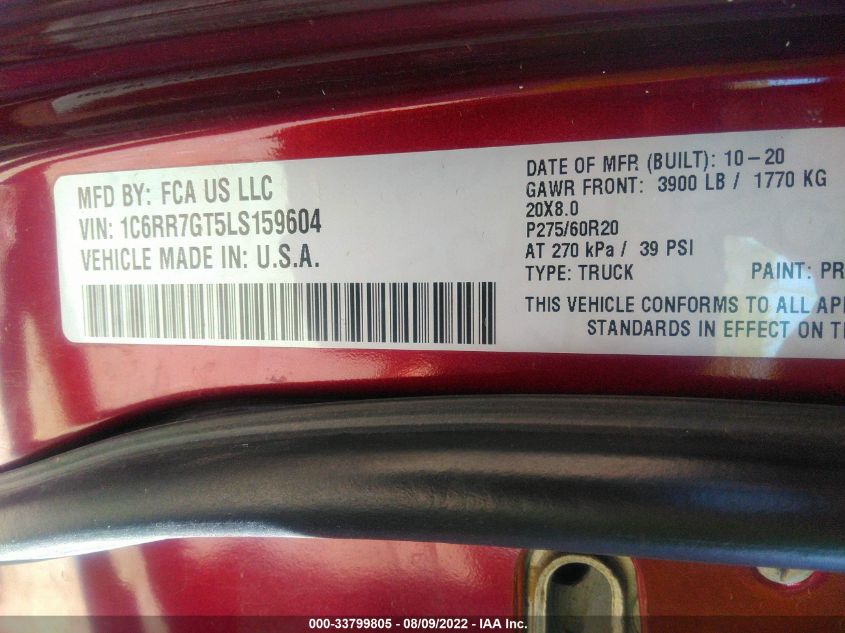 MFD BY: FCA US LLC
VIN: 1C6RR7GT5LS159604
VEHICLE MADE IN: U.S.A.
DATE OF MFR (BUILT): 10-20
GAWR FRONT: 3900 LB / 1770 KG
20X8.0
P275/60R20
AT 270 kPa / 39 PSI
TYPE: TRUCK PAINT: PR
THIS VEHICLE CONFORMS TO ALL APP
STANDARDS IN EFFECT ON T
000-33799805 - 08/09/2022 - IAA Inc.